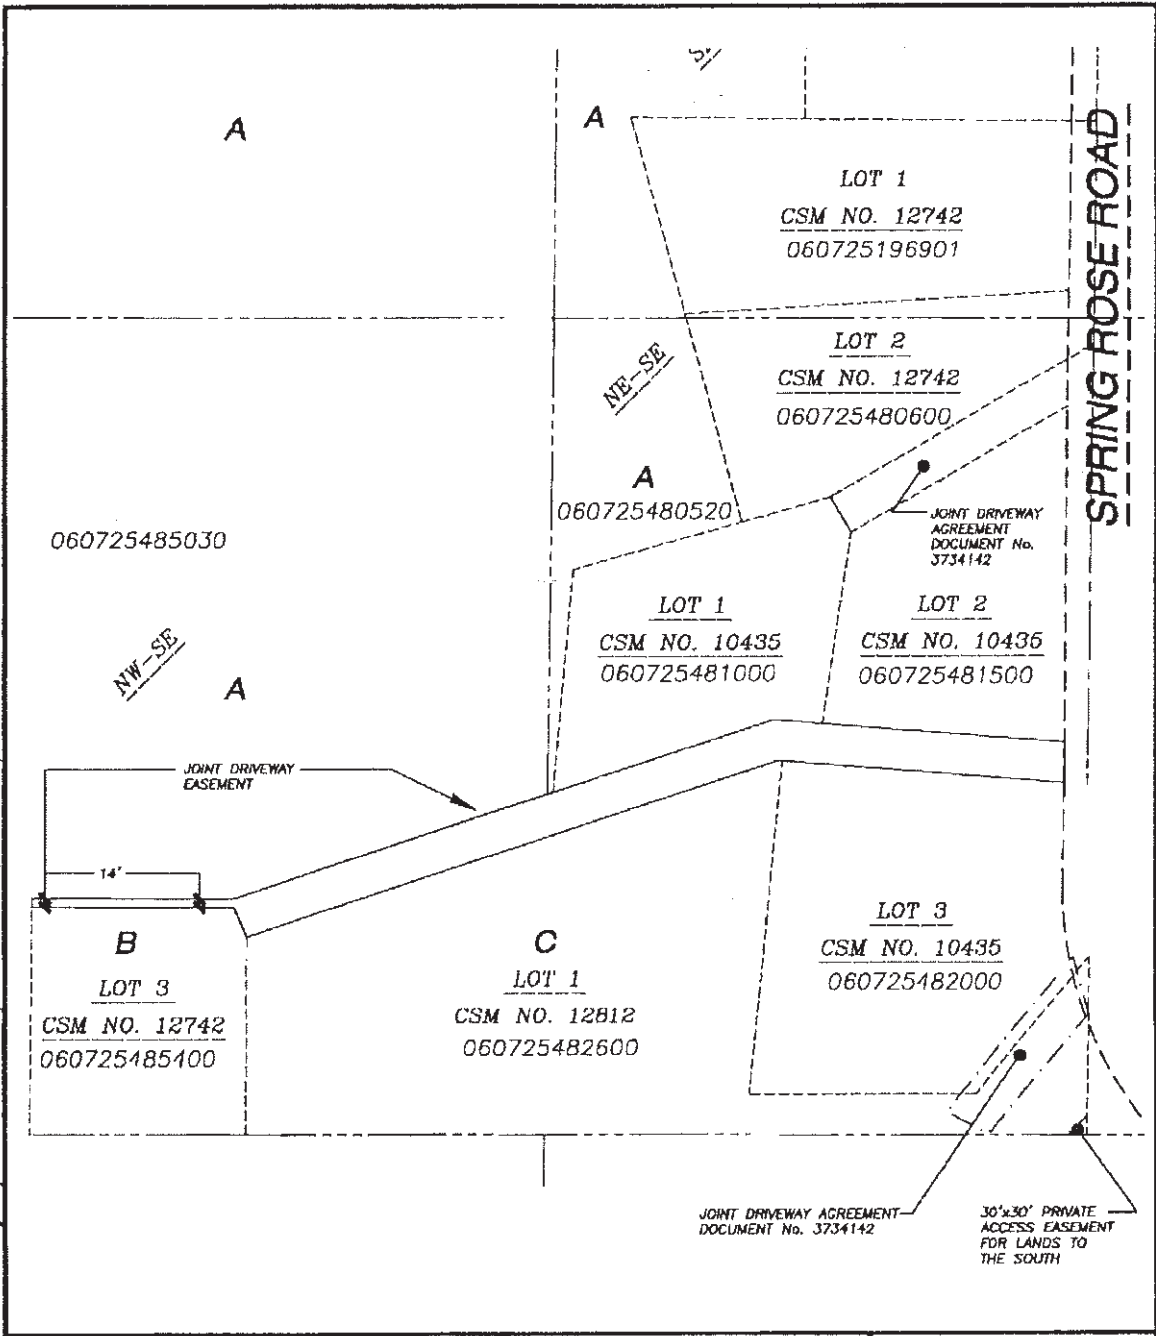 A
A
LOT 1
CSM NO. 12742
060725196901
SPRING ROSE ROAD
LOT 2
CSM NO. 12742
060725480600
NE-SE
A
060725480520
JOINT DRIVEWAY
AGREEMENT
DOCUMENT No.
3734142
060725485030
LOT 1
CSM NO. 10435
060725481000
LOT 2
CSM NO. 10435
060725481500
NW-SE
A
JOINT DRIVEWAY
EASEMENT
14'
B
LOT 3
CSM NO. 12742
060725485400
C
LOT 1
CSM NO. 12812
060725482600
LOT 3
CSM NO. 10435
060725482000
JOINT DRIVEWAY AGREEMENT
DOCUMENT No. 3734142
30'x30' PRIVATE
ACCESS EASEMENT
FOR LANDS TO
THE SOUTH